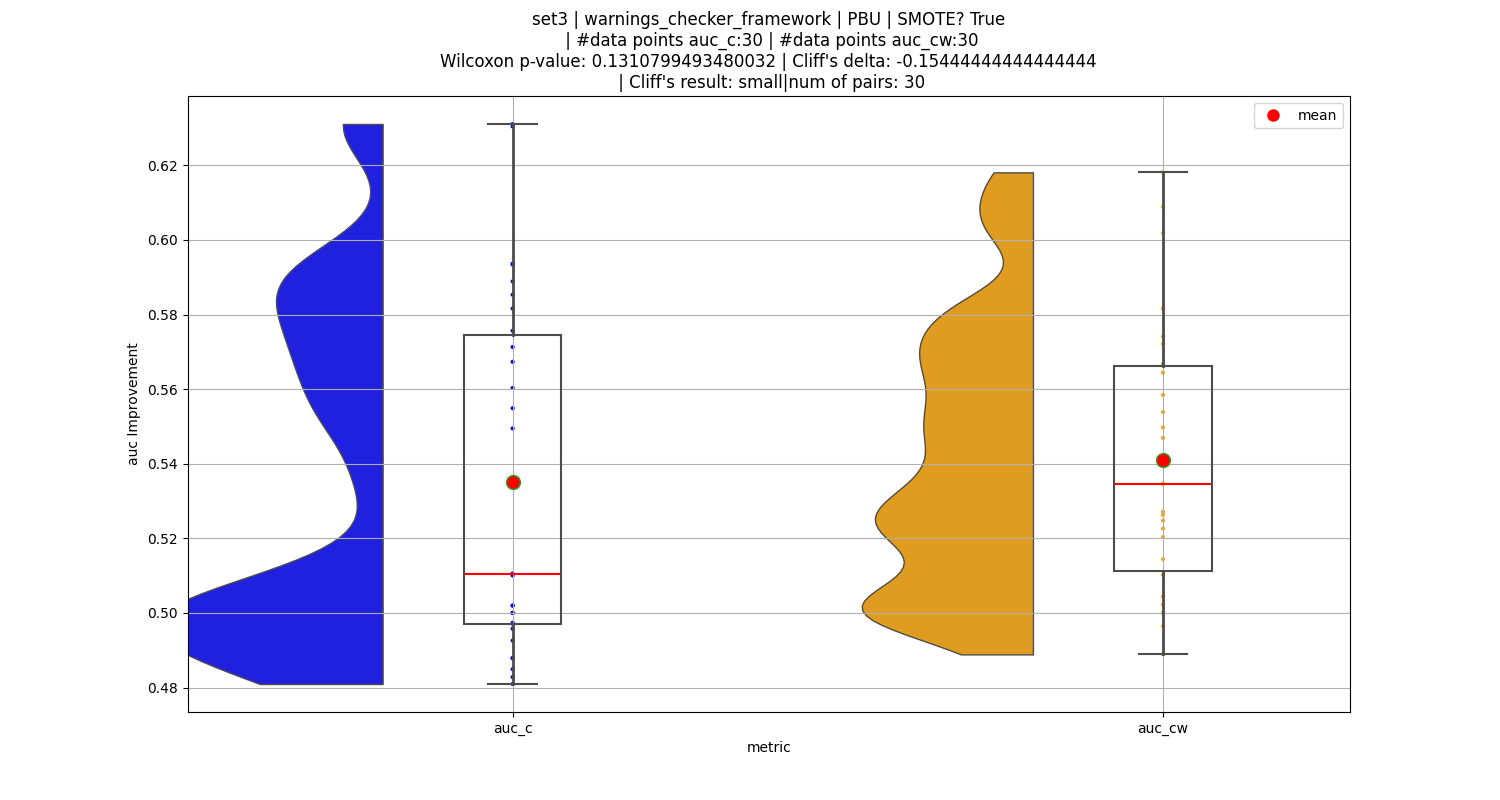 set3 | warnings_checker_framework | PBU | SMOTE? True
| #data points auc_c:30 | #data points auc_cw:30
Wilcoxon p-value: 0.1310799493480032 | Cliff's delta: -0.15444444444444444
| Cliff's result: small|num of pairs: 30
mean
0.62
0.60
0.58
0.56
0.54
0.52
0.50
0.48
auc Improvement
auc_c
auc_cw
metric